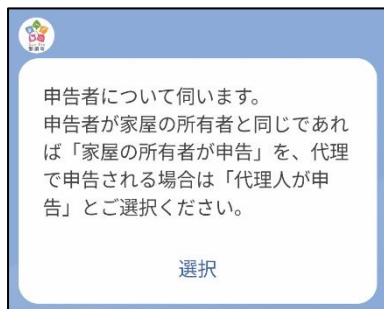 申告者について伺います。
申告者が家屋の所有者と同じであれ
ば「家屋の所有者が申告」を、代理
で申告される場合は「代理人が申
告」とご選択ください。
選択